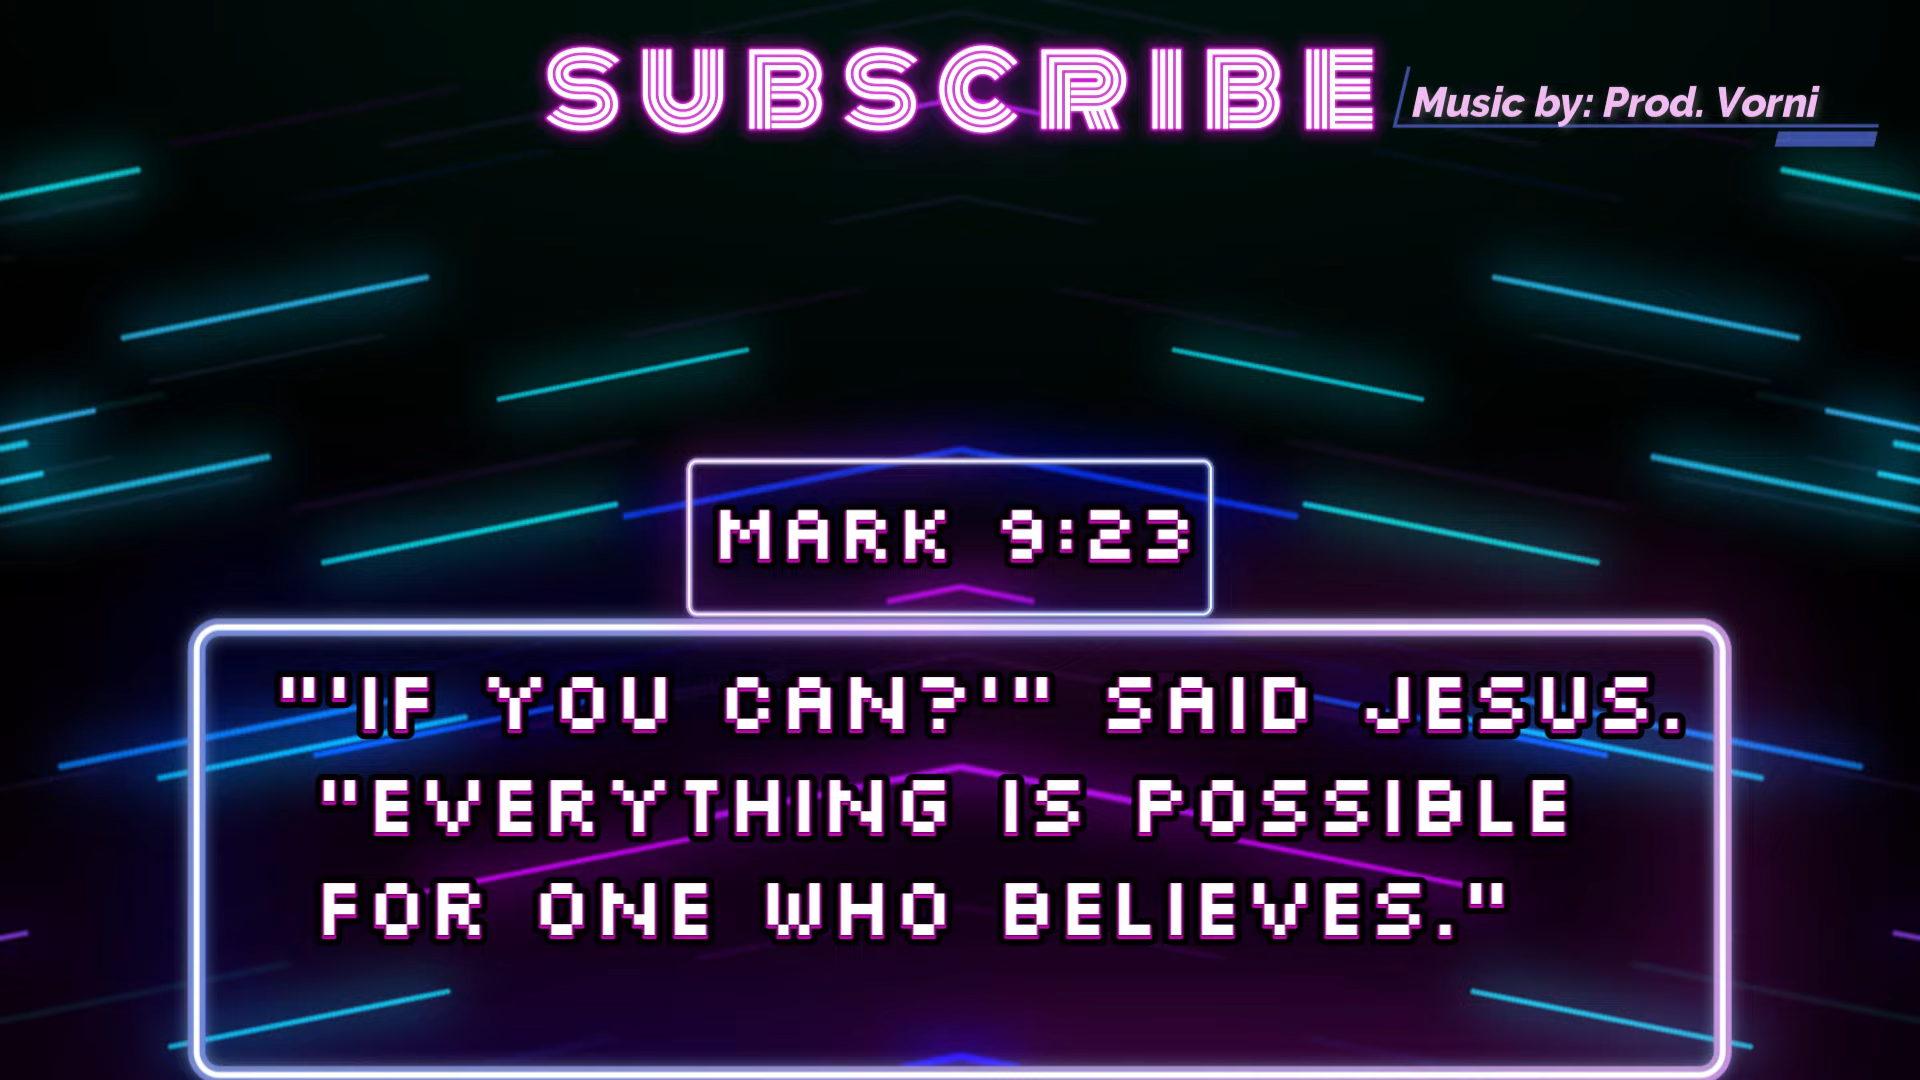 SUBSCRIBE
Music by: Prod. Vorni
MARK 9:23
"'IF YOU CAN?'" SAID JESUS.
"EVERYTHING IS POSSIBLE
FOR ONE WHO BELIEVES."